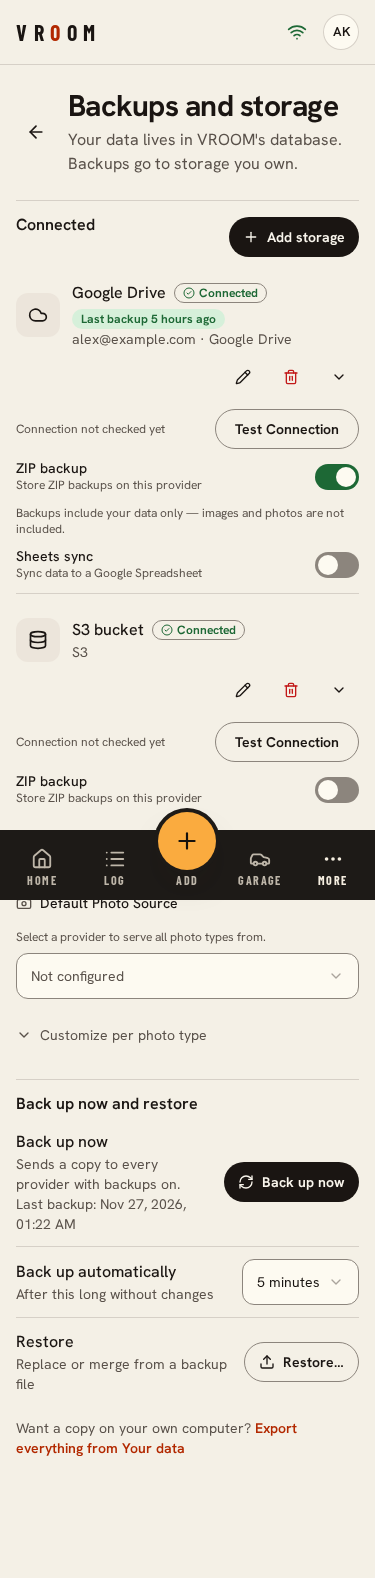 VROOM
AK
Backups and storage
Your data lives in VROOM's database.
Backups go to storage you own.
Connected
Add storage
Google Drive
Connected
Last backup 5 hours ago
alex@example.com · Google Drive
Connection not checked yet
Test Connection
ZIP backup
Store ZIP backups on this provider
Backups include your data only — images and photos are not
included.
Sheets sync
Sync data to a Google Spreadsheet
S3 bucket
Connected
S3
Connection not checked yet
Test Connection
ZIP backup
Store ZIP backups on this provider
HOME
LOG
ADD
GARAGE
MORE
Default Photo Source
Select a provider to serve all photo types from.
Not configured
Customize per photo type
Back up now and restore
Back up now
Sends a copy to every
provider with backups on.
Last backup: Nov 27, 2026,
01:22 AM
Back up now
Back up automatically
After this long without changes
5 minutes
Restore
Replace or merge from a backup
file
Restore...
Want a copy on your own computer? Export
everything from Your data